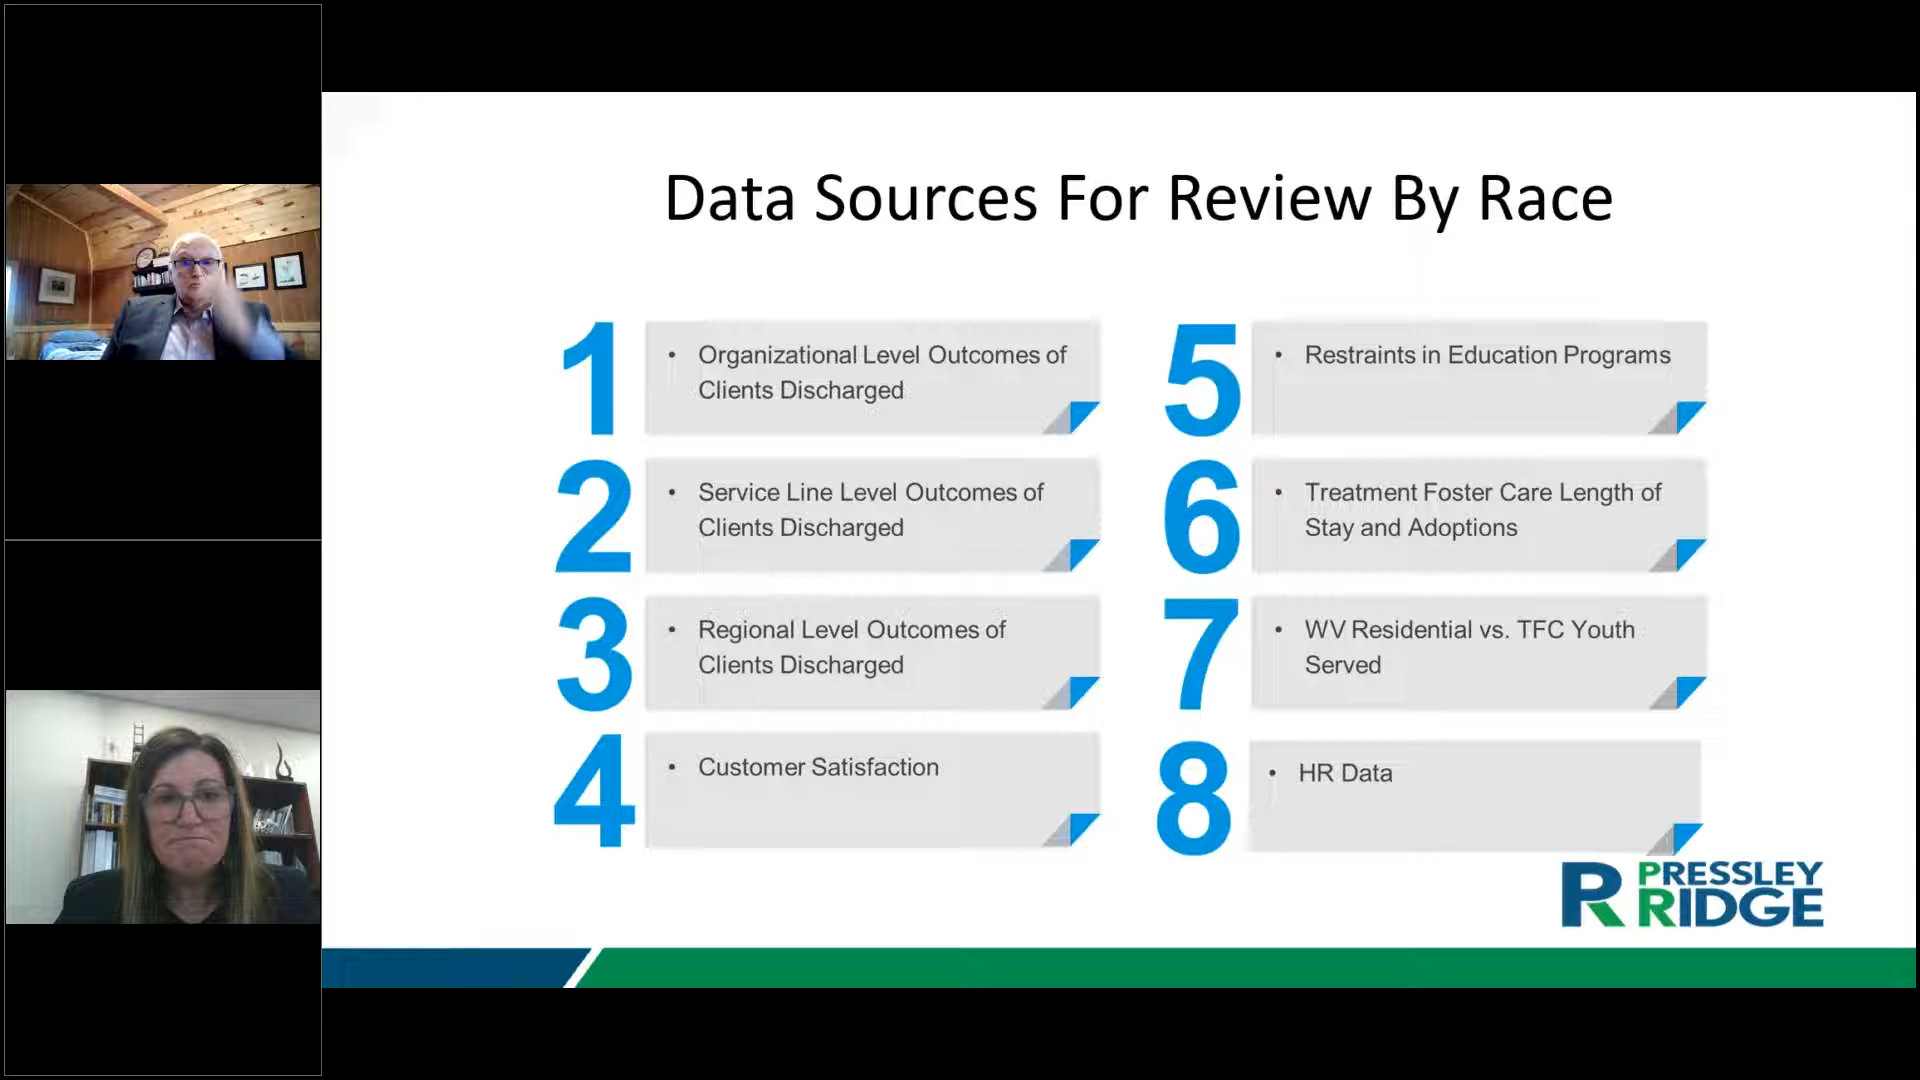 Data Sources For Review By Race
1
• Organizational Level Outcomes of
Clients Discharged
2
• Service Line Level Outcomes of
Clients Discharged
3
• Regional Level Outcomes of
Clients Discharged
4
• Customer Satisfaction
5
• Restraints in Education Programs
6
• Treatment Foster Care Length of
Stay and Adoptions
7
• WV Residential vs. TFC Youth
Served
8
• HR Data
PRESSLEY
RIDGE